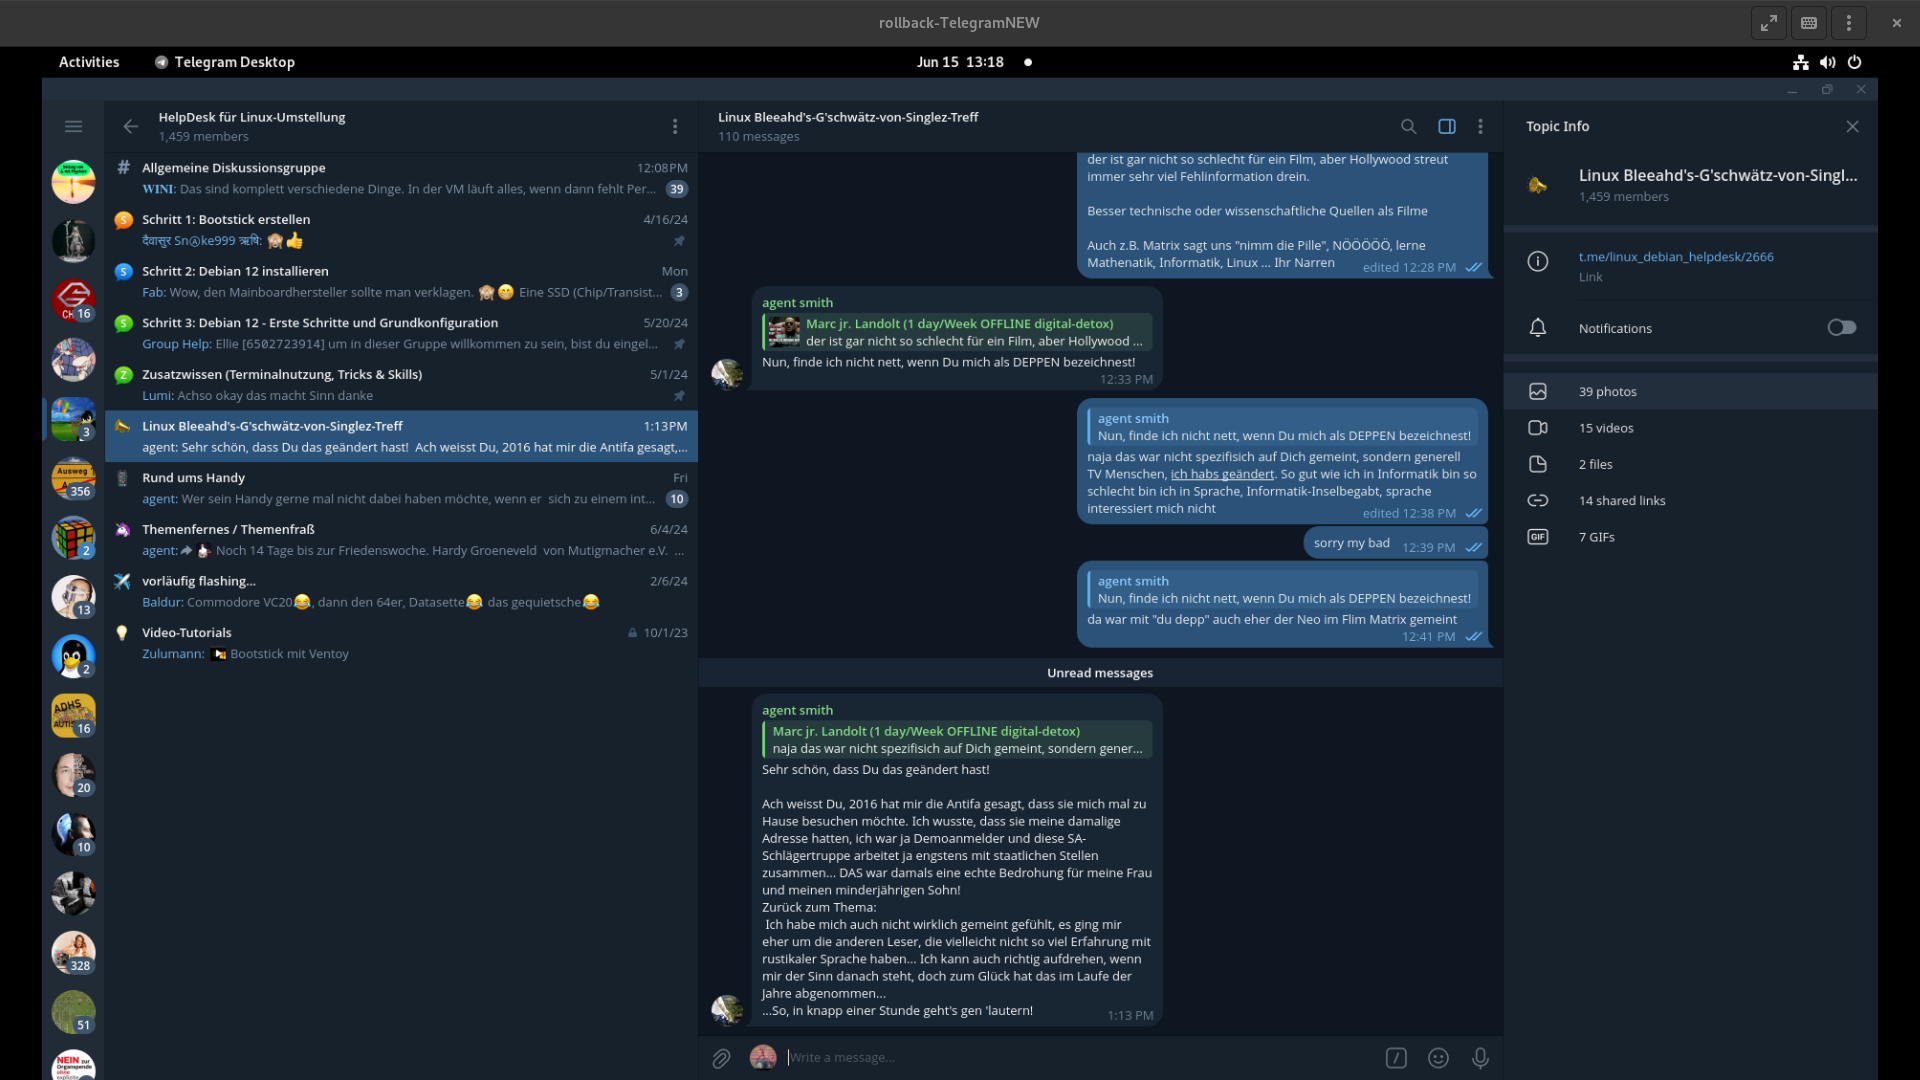 rollback-TelegramNEW
Activities
Telegram Desktop
Jun 15 13:18
HelpDesk für Linux-Umstellung
1,459 members
Allgemeine Diskussionsgruppe 12:08 PM
WINI: Das sind komplett verschiedene Dinge. In der VM läuft alles, wenn dann fehlt Per... 39
Schritt 1: Bootstick erstellen 4/16/24
दैवासुर Sn@ke999 ऋषि: 🙈👍
Schritt 2: Debian 12 installieren Mon
Fab: Wow, den Mainboardhersteller sollte man verklagen. 🙈😁 Eine SSD (Chip/Transist... 3
Schritt 3: Debian 12 - Erste Schritte und Grundkonfiguration 5/20/24
Group Help: Ellie [6502723914] um in dieser Gruppe willkommen zu sein, bist du eingel...
Zusatzwissen (Terminalnutzung, Tricks & Skills) 5/1/24
Lumi: Achso okay das macht Sinn danke
Linux Bleeahd's-G'schwätz-von-Singlez-Treff 1:13 PM
agent: Sehr schön, dass Du das geändert hast! Ach weisst Du, 2016 hat mir die Antifa gesagt,...
Rund ums Handy Fri
agent: Wer sein Handy gerne mal nicht dabei haben möchte, wenn er sich zu einem int... 10
Themenfernes / Themenfraß 6/4/24
agent: Noch 14 Tage bis zur Friedenswoche. Hardy Groeneveld von Mutigmacher e.V. ...
vorläufig flashing... 2/6/24
Baldur: Commodore VC20😂, dann den 64er, Datasette😂 das gequietsche😂
Video-Tutorials 10/1/23
Zulumann: Bootstick mit Ventoy
16
3
Ausweg
356
2
13
2
ADHS
16
20
10
328
51
NEIN zur
Organspende
ohne
Linux Bleeahd's-G'schwätz-von-Singlez-Treff
110 messages
der ist gar nicht so schlecht für ein Film, aber Hollywood streut
immer sehr viel Fehlinformation drein.
Besser technische oder wissenschaftliche Quellen als Filme
Auch z.B. Matrix sagt uns "nimm die Pille", NÖÖÖÖÖ, lerne
Mathenatik, Informatik, Linux ... Ihr Narren edited 12:28 PM
agent smith
Marc jr. Landolt (1 day/Week OFFLINE digital-detox)
der ist gar nicht so schlecht für ein Film, aber Hollywood ...
Nun, finde ich nicht nett, wenn Du mich als DEPPEN bezeichnest!
12:33 PM
agent smith
Nun, finde ich nicht nett, wenn Du mich als DEPPEN bezeichnest!
naja das war nicht spezifisich auf Dich gemeint, sondern generell
TV Menschen, ich habs geändert. So gut wie ich in Informatik bin so
schlecht bin ich in Sprache, Informatik-Inselbegabt, sprache
interessiert mich nicht edited 12:38 PM
sorry my bad 12:39 PM
agent smith
Nun, finde ich nicht nett, wenn Du mich als DEPPEN bezeichnest!
da war mit "du depp" auch eher der Neo im Flim Matrix gemeint
12:41 PM
Unread messages
agent smith
Marc jr. Landolt (1 day/Week OFFLINE digital-detox)
naja das war nicht spezifisich auf Dich gemeint, sondern gener...
Sehr schön, dass Du das geändert hast!
Ach weisst Du, 2016 hat mir die Antifa gesagt, dass sie mich mal zu
Hause besuchen möchte. Ich wusste, dass sie meine damalige
Adresse hatten, ich war ja Demoanmelder und diese SA-
Schlägertruppe arbeitet ja engstens mit staatlichen Stellen
zusammen... DAS war damals eine echte Bedrohung für meine Frau
und meinen minderjährigen Sohn!
Zurück zum Thema:
Ich habe mich auch nicht wirklich gemeint gefühlt, es ging mir
eher um die anderen Leser, die vielleicht nicht so viel Erfahrung mit
rustikaler Sprache haben... Ich kann auch richtig aufdrehen, wenn
mir der Sinn danach steht, doch zum Glück hat das im Laufe der
Jahre abgenommen...
...So, in knapp einer Stunde geht's gen 'lautern! 1:13 PM
Write a message...
Topic Info
Linux Bleeahd's-G'schwätz-von-Singl...
1,459 members
t.me/linux_debian_helpdesk/2666
Link
Notifications
39 photos
15 videos
2 files
14 shared links
GIF 7 GIFs